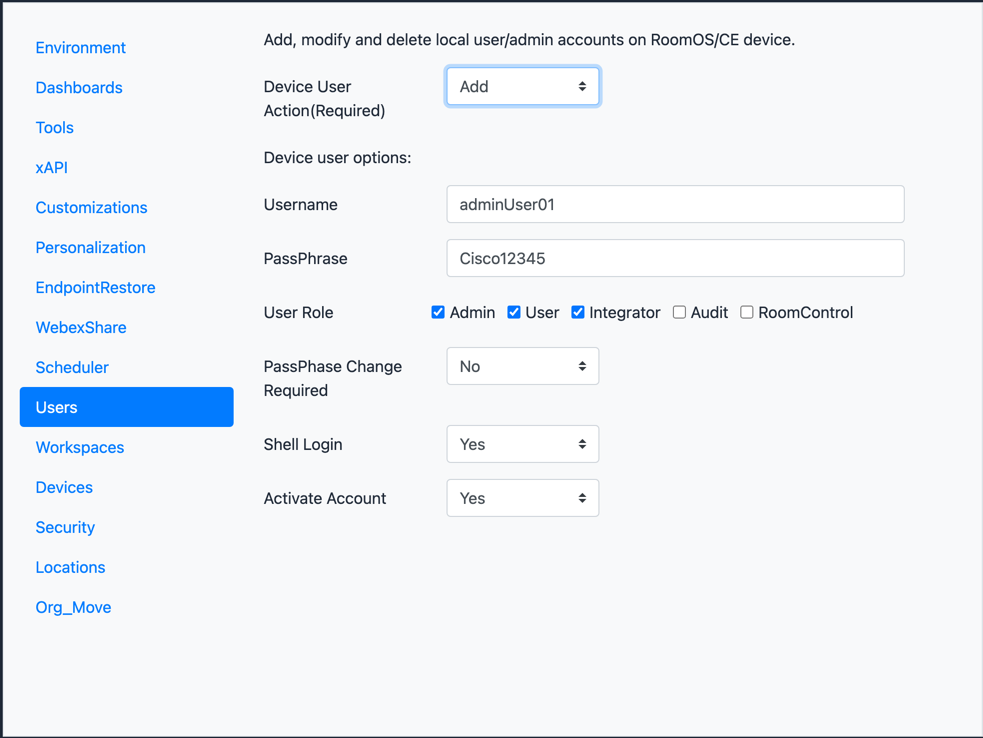 Environment
Dashboards
Tools
xAPI
Customizations
Personalization
EndpointRestore
WebexShare
Scheduler
Users
Workspaces
Devices
Security
Locations
Org_Move
Add, modify and delete local user/admin accounts on RoomOS/CE device.
Device User
Action(Required)
Add
Device user options:
Username
adminUser01
PassPhrase
Cisco12345
User Role
Admin User Integrator Audit RoomControl
PassPhase Change
Required
No
Shell Login
Yes
Activate Account
Yes